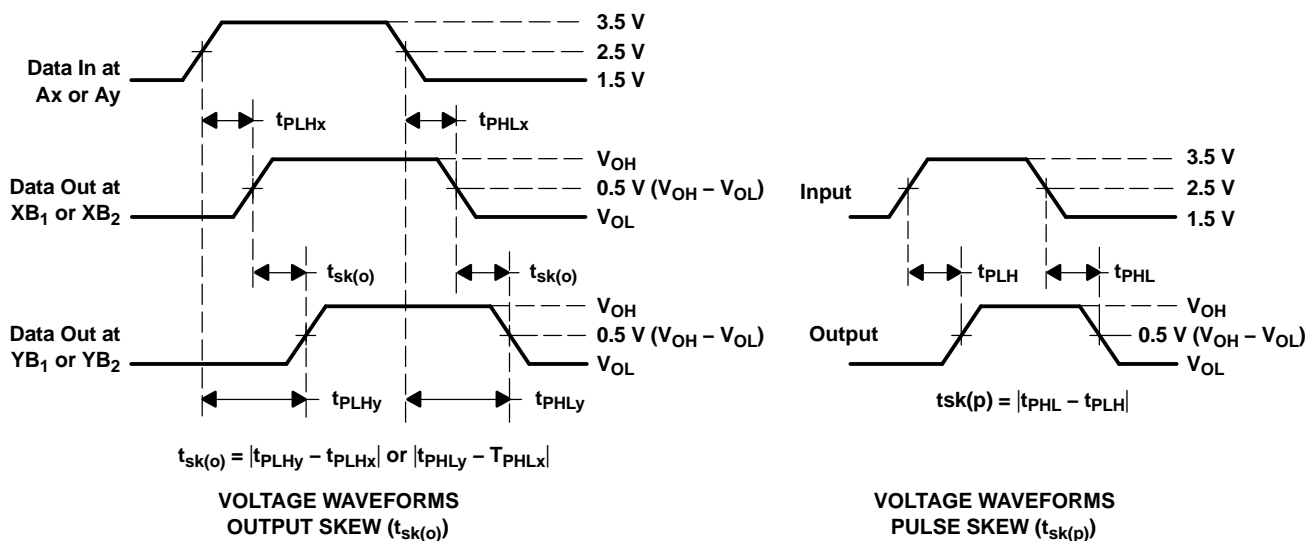 3.5 V
2.5 V
1.5 V
Data In at
Ax or Ay
tPLHx
tPHLx
VOH
0.5 V (VOH – VOL)
VOL
Data Out at
XB1 or XB2
tsk(o)
tsk(o)
VOH
0.5 V (VOH – VOL)
VOL
Data Out at
YB1 or YB2
tPLHy
tPHLy
tsk(o) = |tPLHy – tPLHx| or |tPHLy – TPHLx|
VOLTAGE WAVEFORMS
OUTPUT SKEW (tsk(o))
3.5 V
2.5 V
1.5 V
Input
tPLH
tPHL
VOH
0.5 V (VOH – VOL)
VOL
Output
tsk(p) = |tPHL – tPLH|
VOLTAGE WAVEFORMS
PULSE SKEW (tsk(p))